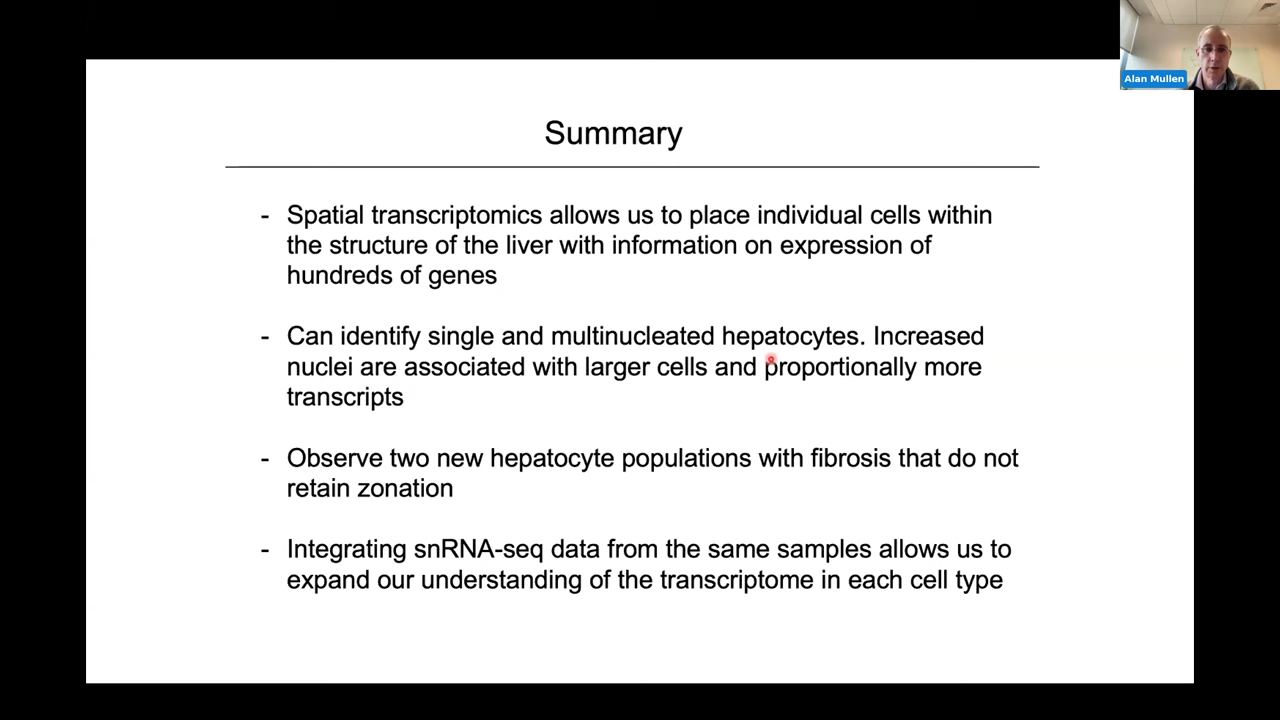 Alan Mullen
Summary
- Spatial transcriptomics allows us to place individual cells within
the structure of the liver with information on expression of
hundreds of genes
- Can identify single and multinucleated hepatocytes. Increased
nuclei are associated with larger cells and proportionally more
transcripts
- Observe two new hepatocyte populations with fibrosis that do not
retain zonation
- Integrating snRNA-seq data from the same samples allows us to
expand our understanding of the transcriptome in each cell type